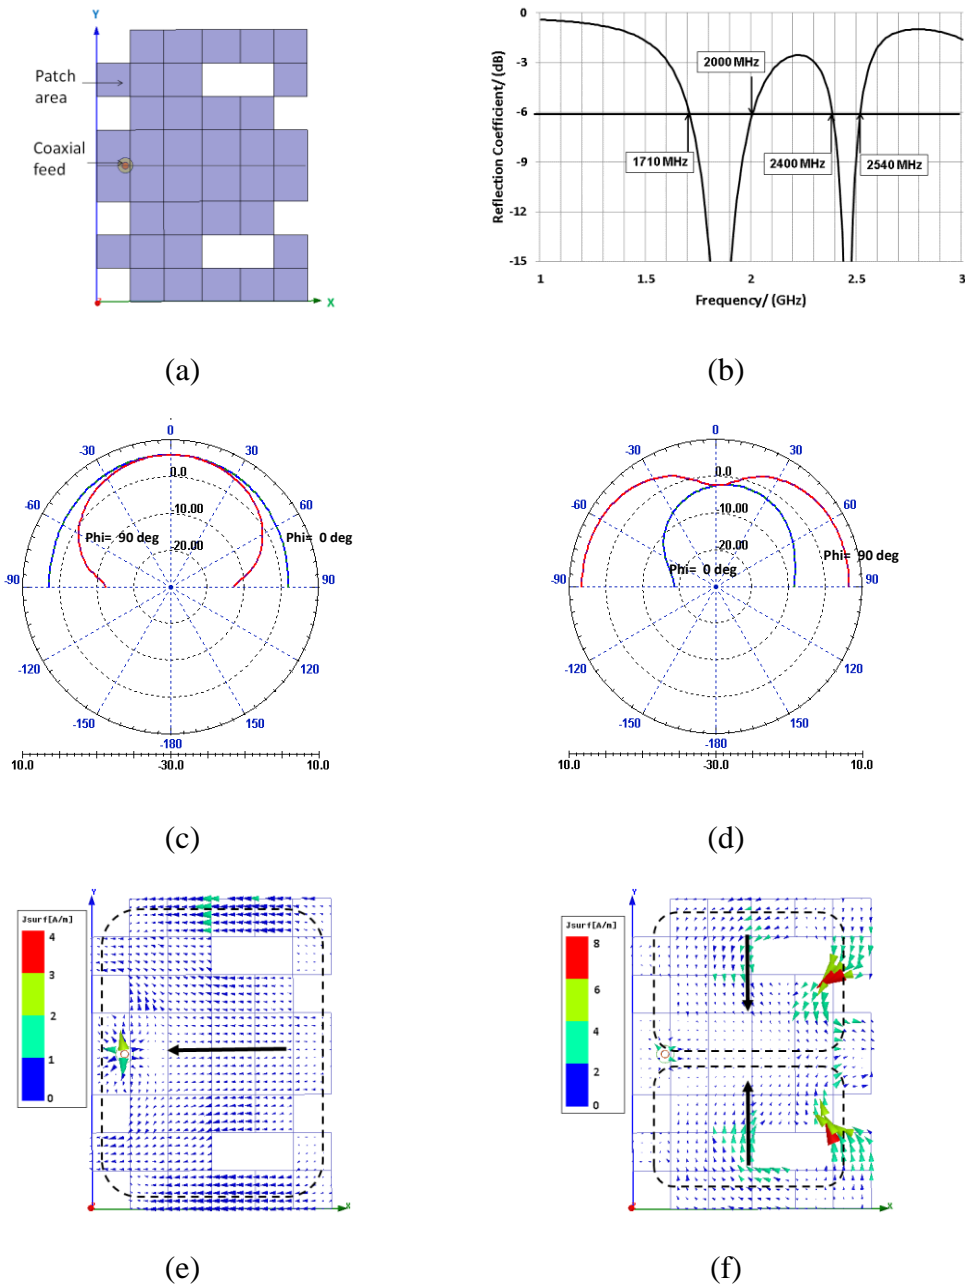 Y
Patch
area
Coaxial
feed
X
(a)
Reflection Coefficient/ (dB)
0
-3
-6
-9
-12
-15
2000 MHz
1710 MHz
2400 MHz
2540 MHz
1
1.5
2
2.5
3
Frequency/ (GHz)
(b)
0
-30
30
0.0
-60
60
-10.00
Phi= 90 deg
Phi= 0 deg
-20.00
-90
90
-120
120
-150
150
-180
10.0
-30.0
10.0
(c)
0
-30
30
0.0
-60
60
-10.00
-20.00
Phi= 90 deg
Phi= 0 deg
-90
90
-120
120
-150
150
-180
10.0
-30.0
10.0
(d)
Y
Jsurf[A/m]
4
3
2
1
0
X
(e)
Y
Jsurf[A/m]
8
6
4
2
0
X
(f)